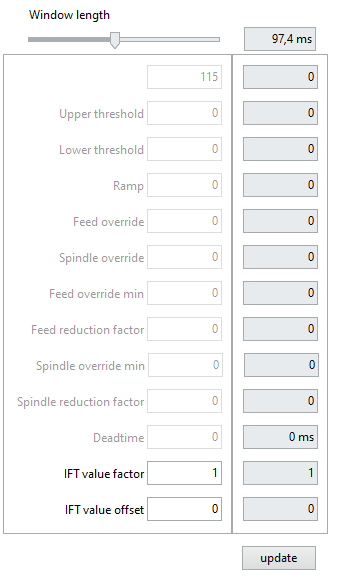 Window length
97,4 ms
115 0
Upper threshold 0 0
Lower threshold 0 0
Ramp 0 0
Feed override 0 0
Spindle override 0 0
Feed override min 0 0
Feed reduction factor 0 0
Spindle override min 0 0
Spindle reduction factor 0 0
Deadtime 0 0 ms
IFT value factor 1 1
IFT value offset 0 0
update